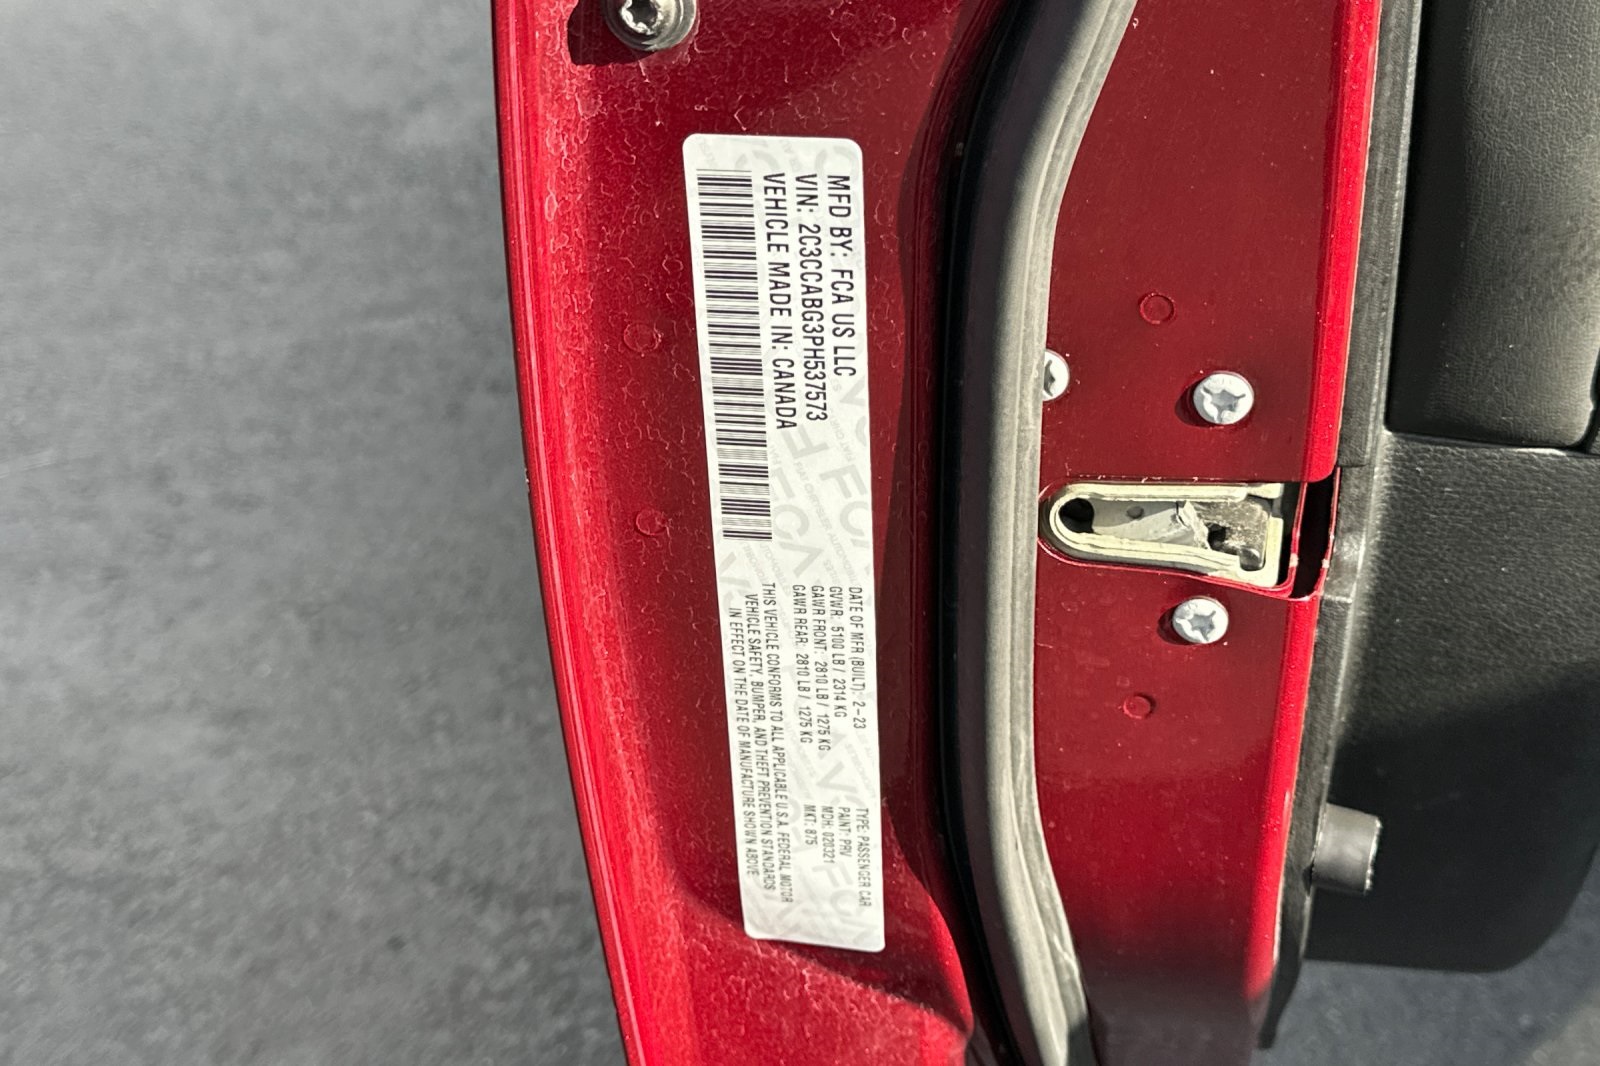 MFD BY: FCA US LLC
VIN: 2C3CCABG3PH537573
VEHICLE MADE IN: CANADA
DATE OF MFR (BUILT): 2-23
GVWR: 5100 LB / 2314 KG
GAWR FRONT: 2810 LB / 1275 KG
GAWR REAR: 2810 LB / 1275 KG
TYPE: PASSENGER CAR
PAINT: PRV
MDH: 020321
MKT: 875
THIS VEHICLE CONFORMS TO ALL APPLICABLE U.S.A. FEDERAL MOTOR
VEHICLE SAFETY, BUMPER, AND THEFT PREVENTION STANDARDS
IN EFFECT ON THE DATE OF MANUFACTURE SHOWN ABOVE